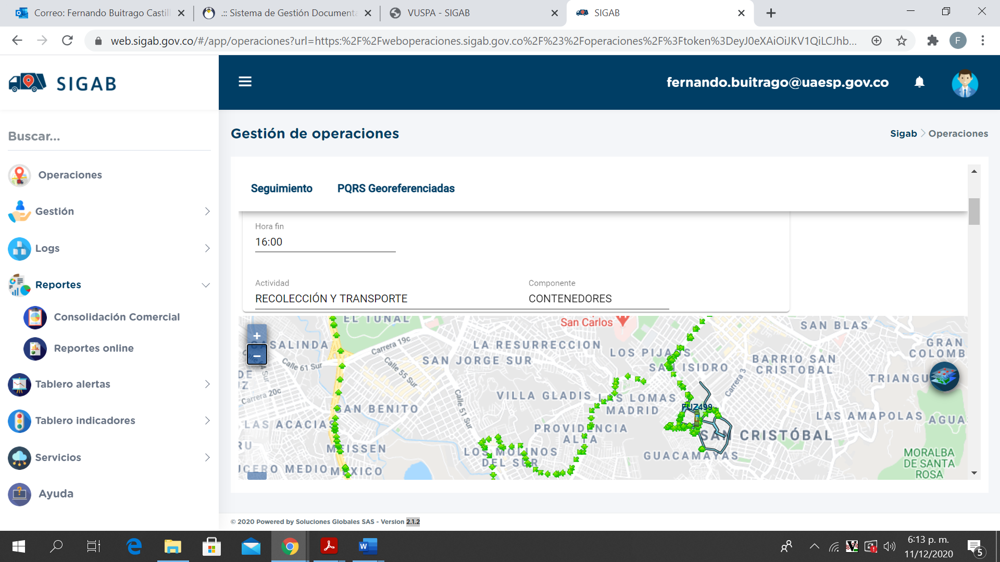 Correo: Fernando Buitrago Castill
.:: Sistema de Gestión Documenta
VUSPA - SIGAB
SIGAB
web.sigab.gov.co/#/app/operaciones?url=https:%2F%2Fweboperaciones.sigab.gov.co%2F%23%2Foperaciones%2F%3Ftoken%3DeyJ0eXAiOiJKV1QiLCJhb...
F
SIGAB
fernando.buitrago@uaesp.gov.co
Buscar...
Gestión de operaciones
Sigab
Operaciones
Operaciones
Gestión
Logs
Reportes
Consolidación Comercial
Reportes online
Tablero alertas
Tablero indicadores
Servicios
Ayuda
Seguimiento
PQRS Georeferenciadas
Hora fin
16:00
Actividad
RECOLECCIÓN Y TRANSPORTE
Componente
CONTENEDORES
EL TUNAL
San Carlos
SAN BLAS
+
−
CASALINDA
Carrera 19c
LA RESURRECCION
LOS PIJAOS
GRAN
COLOMB
Calle 61 Sur
Calle 55 Sur
SAN JORGE SUR
SAN ISIDRO
BARRIO SAN
CRISTOBAL
Carrera 3
TRIANGU
Carrera 20c
Calle 51 Sur
VILLA GLADIS
LAS LOMAS
MADRID
FUZ499
SAN BENITO
LAS ACACIAS
PROVIDENCIA
ALTA
LAS AMAPOLAS
AGUA
SAN CRISTÓBAL
MEISSEN
LOS MOLINOS
DEL SUR
GUACAMAYAS
MORALBA
DE SANTA
ROSA
UCERO MEDIO
MEXICO
© 2020 Powered by Soluciones Globales SAS - Version 2.1.2
6:13 p. m.
11/12/2020
5